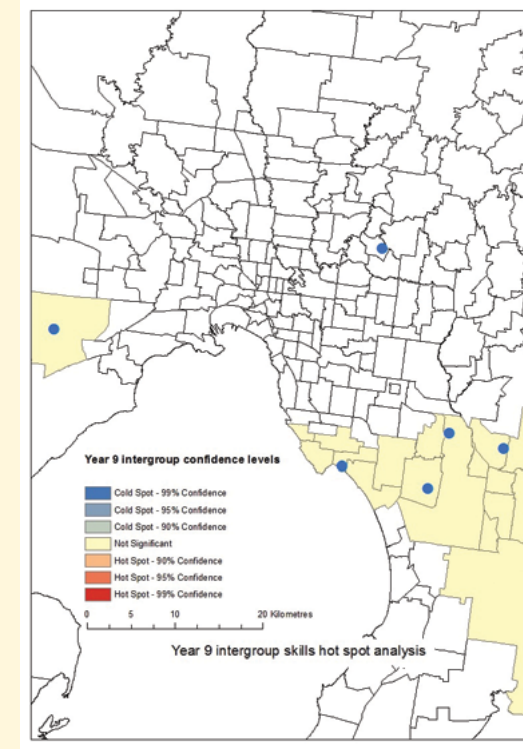 Year 9 intergroup confidence levels
Cold Spot - 99% Confidence
Cold Spot - 95% Confidence
Cold Spot - 90% Confidence
Not Significant
Hot Spot - 90% Confidence
Hot Spot - 95% Confidence
Hot Spot - 99% Confidence
0 5 10 20 Kilometres
Year 9 intergroup skills hot spot analysis